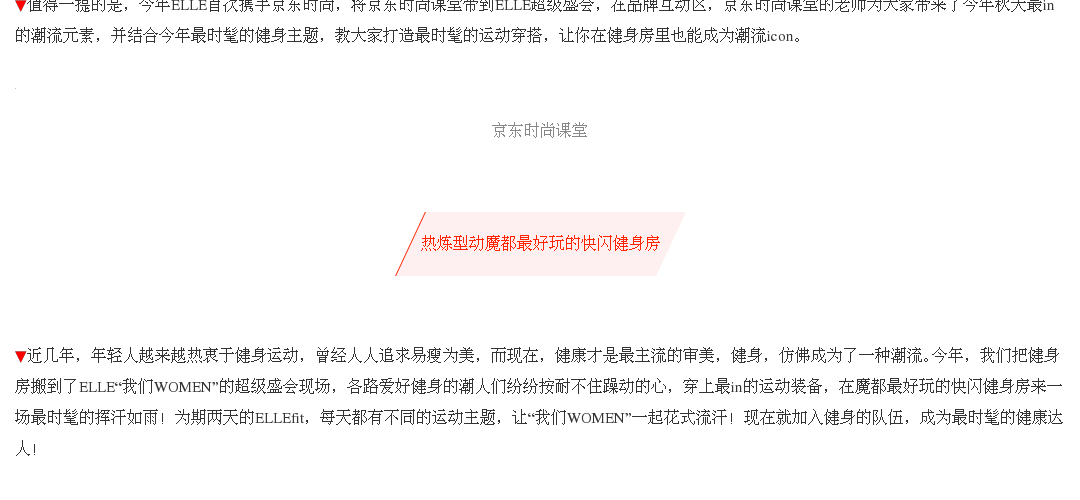 ▼值得一提的是，今年ELLE首次携手京东时尚，将京东时尚课堂带到ELLE超级盛会，在品牌互动区，京东时尚课堂的老师为大家带来了今年秋天最in
的潮流元素，并结合今年最时髦的健身主题，教大家打造最时髦的运动穿搭，让你在健身房里也能成为潮流icon。
京东时尚课堂
热炼型动魔都最好玩的快闪健身房
▼近几年，年轻人越来越热衷于健身运动，曾经人人追求易瘦为美，而现在，健康才是最主流的审美，健身，仿佛成为了一种潮流。今年，我们把健身
房搬到了ELLE“我们WOMEN”的超级盛会现场，各路爱好健身的潮人们纷纷按耐不住躁动的心，穿上最in的运动装备，在魔都最好玩的快闪健身房来一
场最时髦的挥汗如雨！为期两天的ELLEfit，每天都有不同的运动主题，让“我们WOMEN”一起花式流汗！现在就加入健身的队伍，成为最时髦的健康达
人！